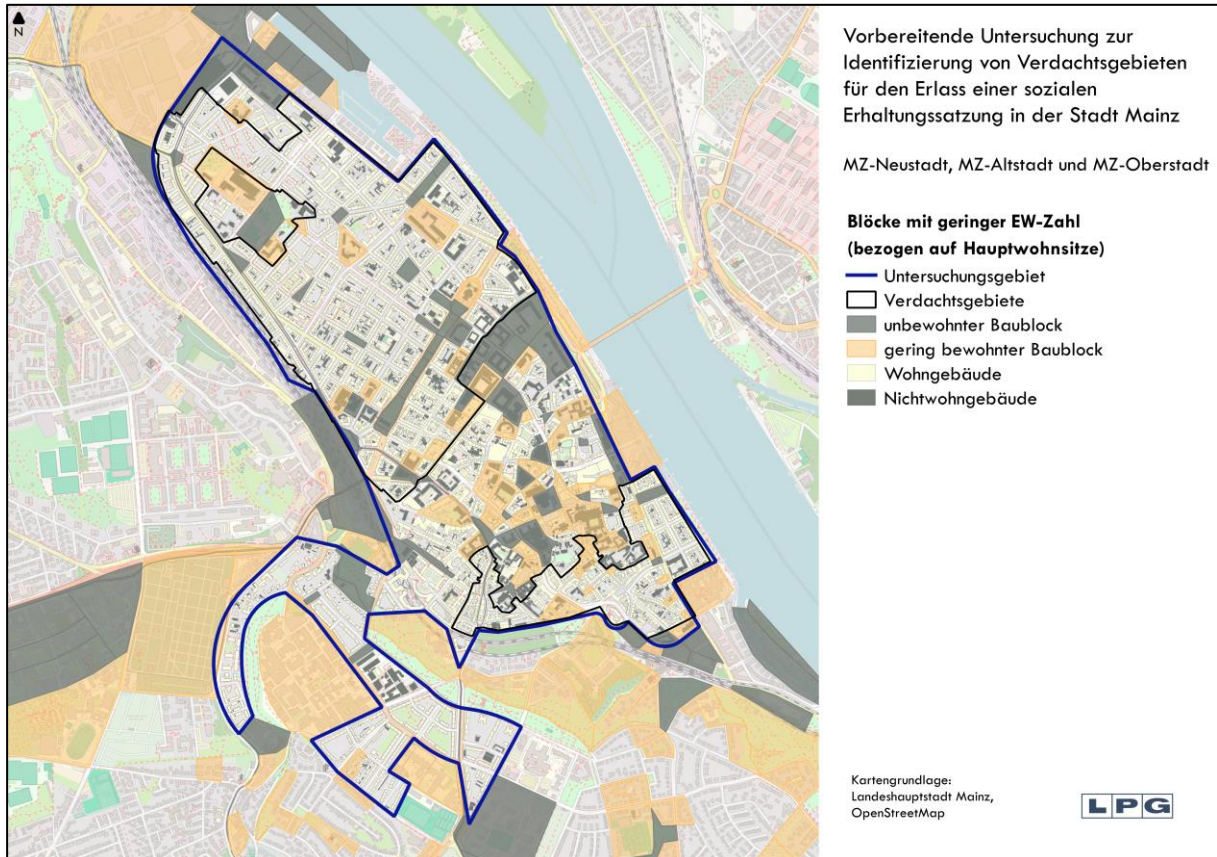 N
Vorbereitende Untersuchung zur
Identifizierung von Verdachtsgebieten
für den Erlass einer sozialen
Erhaltungssatzung in der Stadt Mainz
MZ-Neustadt, MZ-Altstadt und MZ-Oberstadt
Blöcke mit geringer EW-Zahl
(bezogen auf Hauptwohnsitze)
Untersuchungsgebiet
Verdachtsgebiete
unbewohnter Baublock
gering bewohnter Baublock
Wohngebäude
Nichtwohngebäude
Kartengrundlage:
Landeshauptstadt Mainz,
OpenStreetMap
LPG